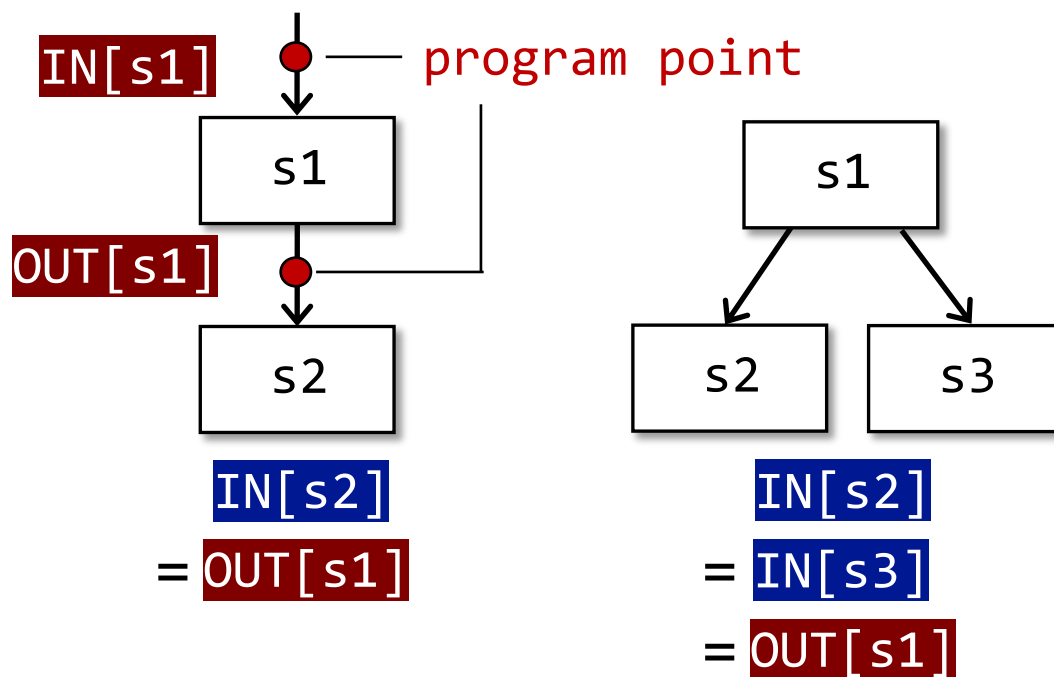 IN[s1]
program point
s1
OUT[s1]
s2
IN[s2]
= OUT[s1]
s1
s2
s3
IN[s2]
= IN[s3]
= OUT[s1]